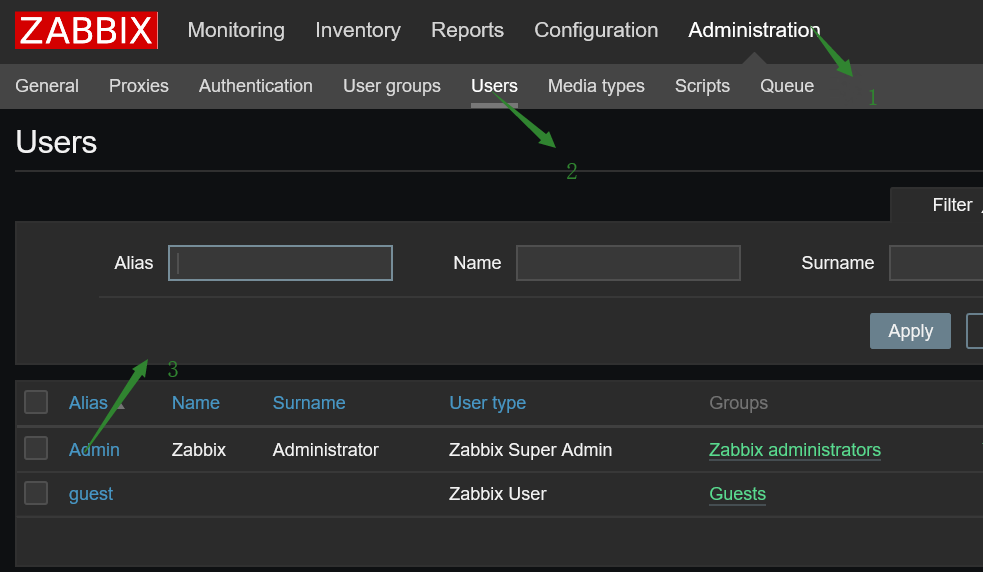 ZABBIX Monitoring Inventory Reports Configuration Administration
General Proxies Authentication User groups Users Media types Scripts Queue
1
Users
2
Filter
Alias Name Surname
Apply
3
Alias Name Surname User type Groups
Admin Zabbix Administrator Zabbix Super Admin Zabbix administrators
guest Zabbix User Guests